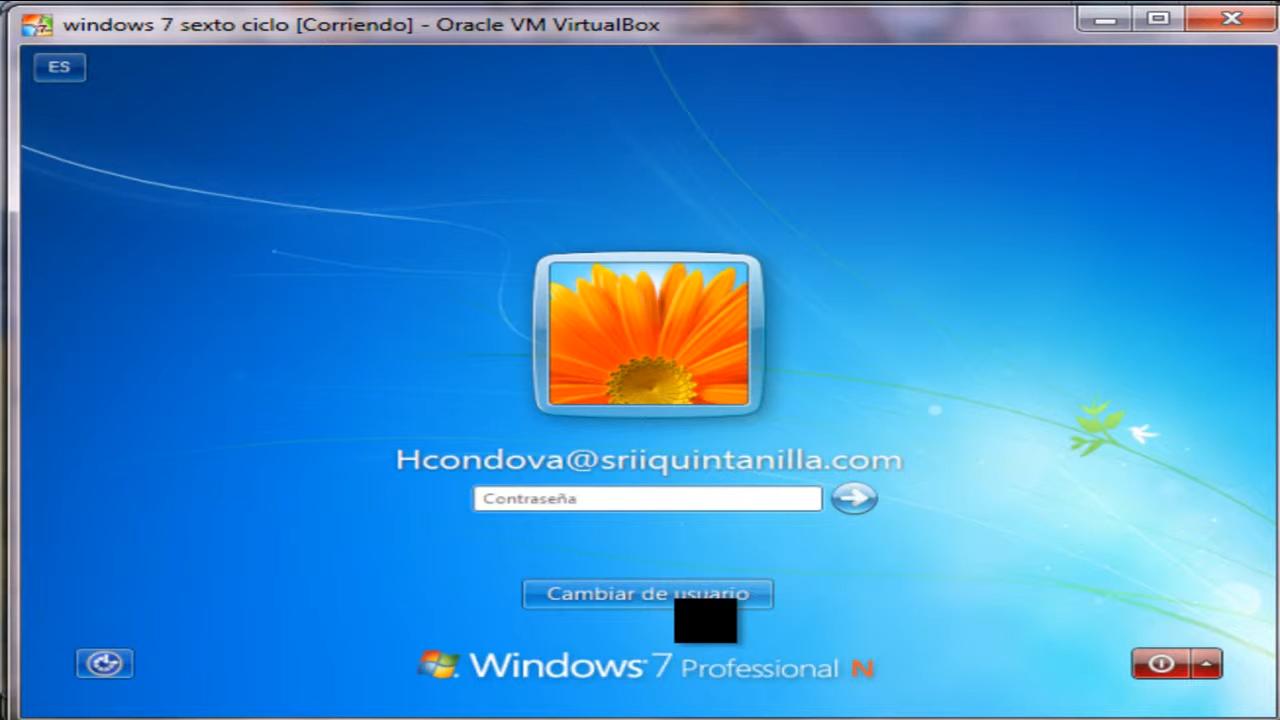 windows 7 sexto ciclo [Corriendo] - Oracle VM VirtualBox
ES
Hcondova@sriiquintanilla.com
Contraseña
Cambiar de usuario
Windows 7 Professional N